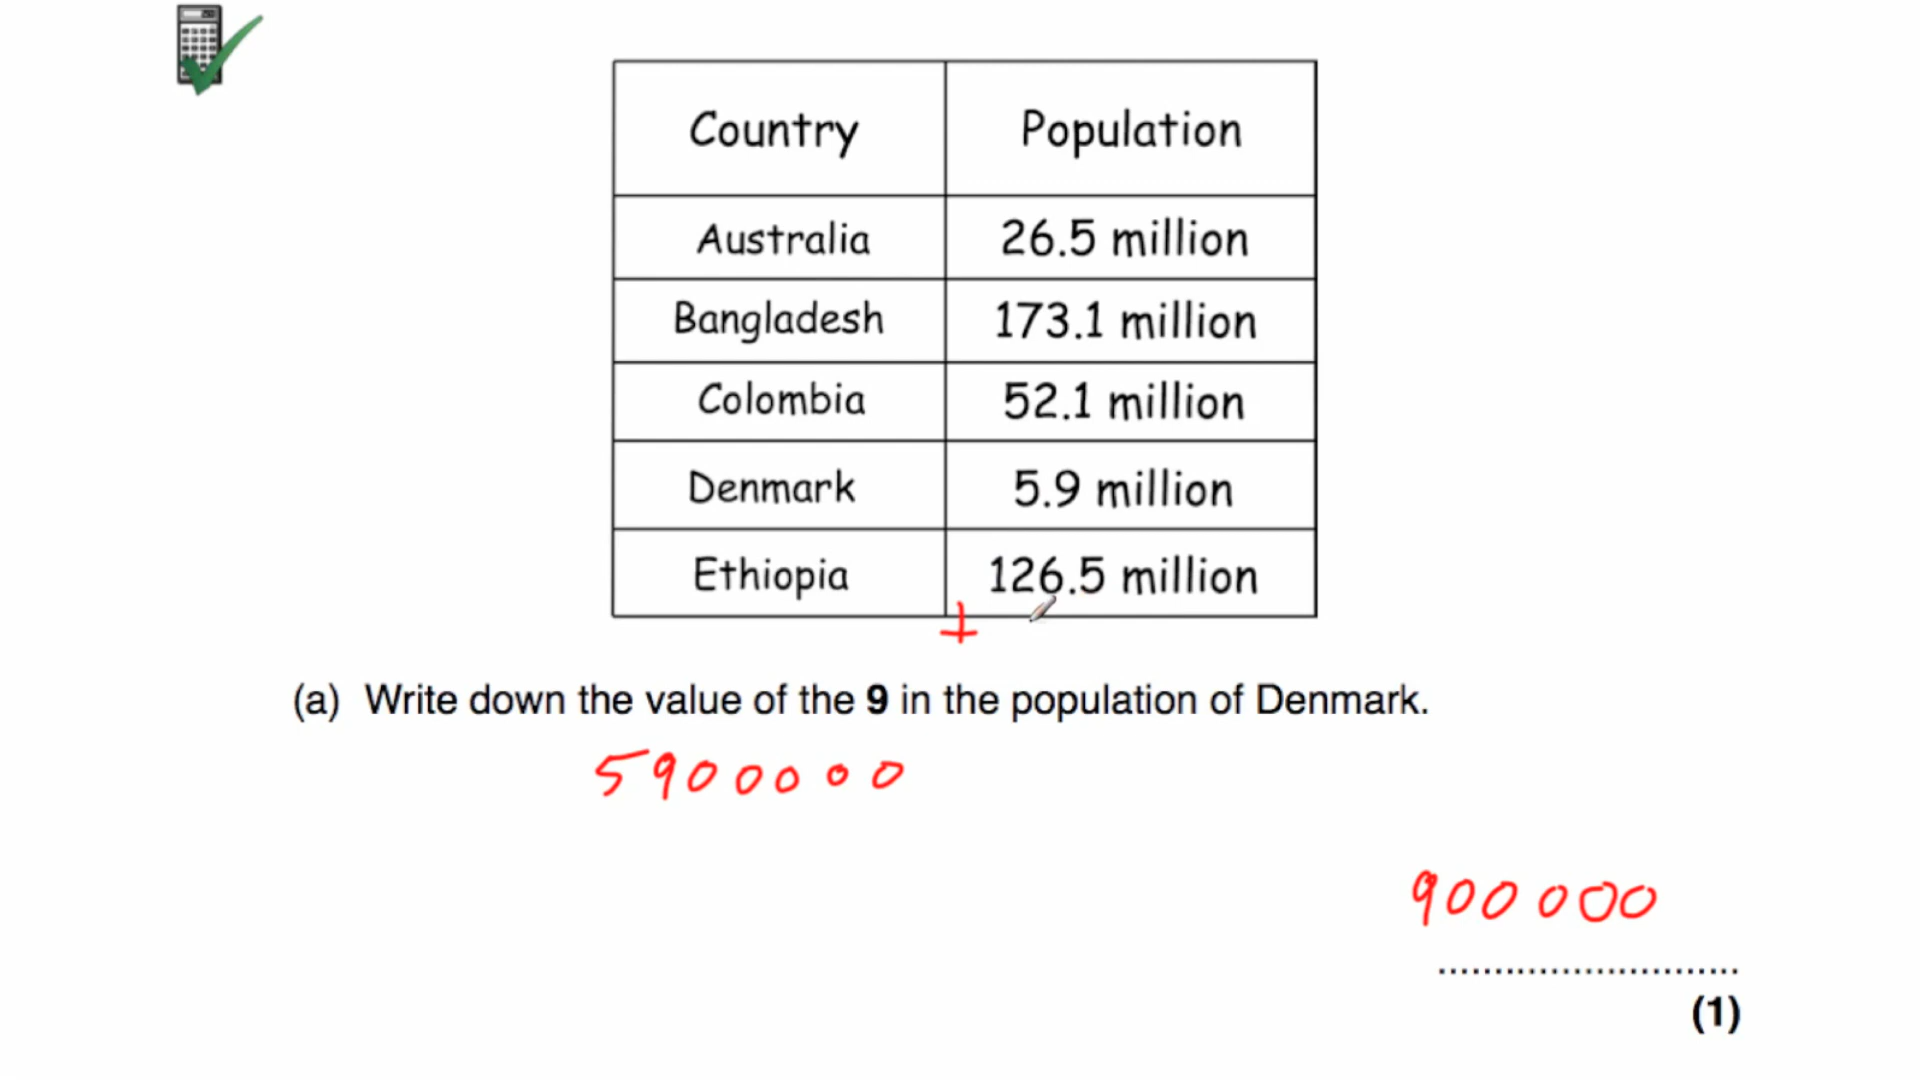 Country Population
Australia 26.5 million
Bangladesh 173.1 million
Colombia 52.1 million
Denmark 5.9 million
Ethiopia 126.5 million
+
(a) Write down the value of the 9 in the population of Denmark.
5900000
900000
..............................
(1)